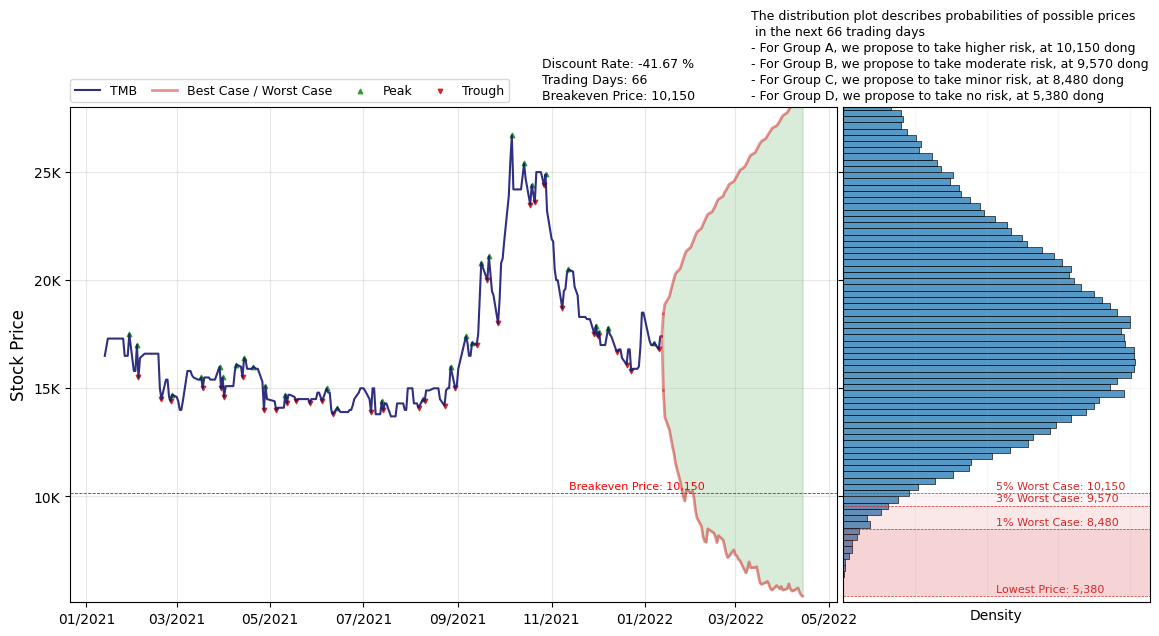 The distribution plot describes probabilities of possible prices
in the next 66 trading days
- For Group A, we propose to take higher risk, at 10,150 dong
- For Group B, we propose to take moderate risk, at 9,570 dong
- For Group C, we propose to take minor risk, at 8,480 dong
- For Group D, we propose to take no risk, at 5,380 dong
Discount Rate: -41.67 %
Trading Days: 66
Breakeven Price: 10,150
TMB Best Case / Worst Case Peak Trough
Stock Price
25K
20K
15K
10K
Breakeven Price: 10,150
5% Worst Case: 10,150
3% Worst Case: 9,570
1% Worst Case: 8,480
Lowest Price: 5,380
01/2021 03/2021 05/2021 07/2021 09/2021 11/2021 01/2022 03/2022 05/2022
Density